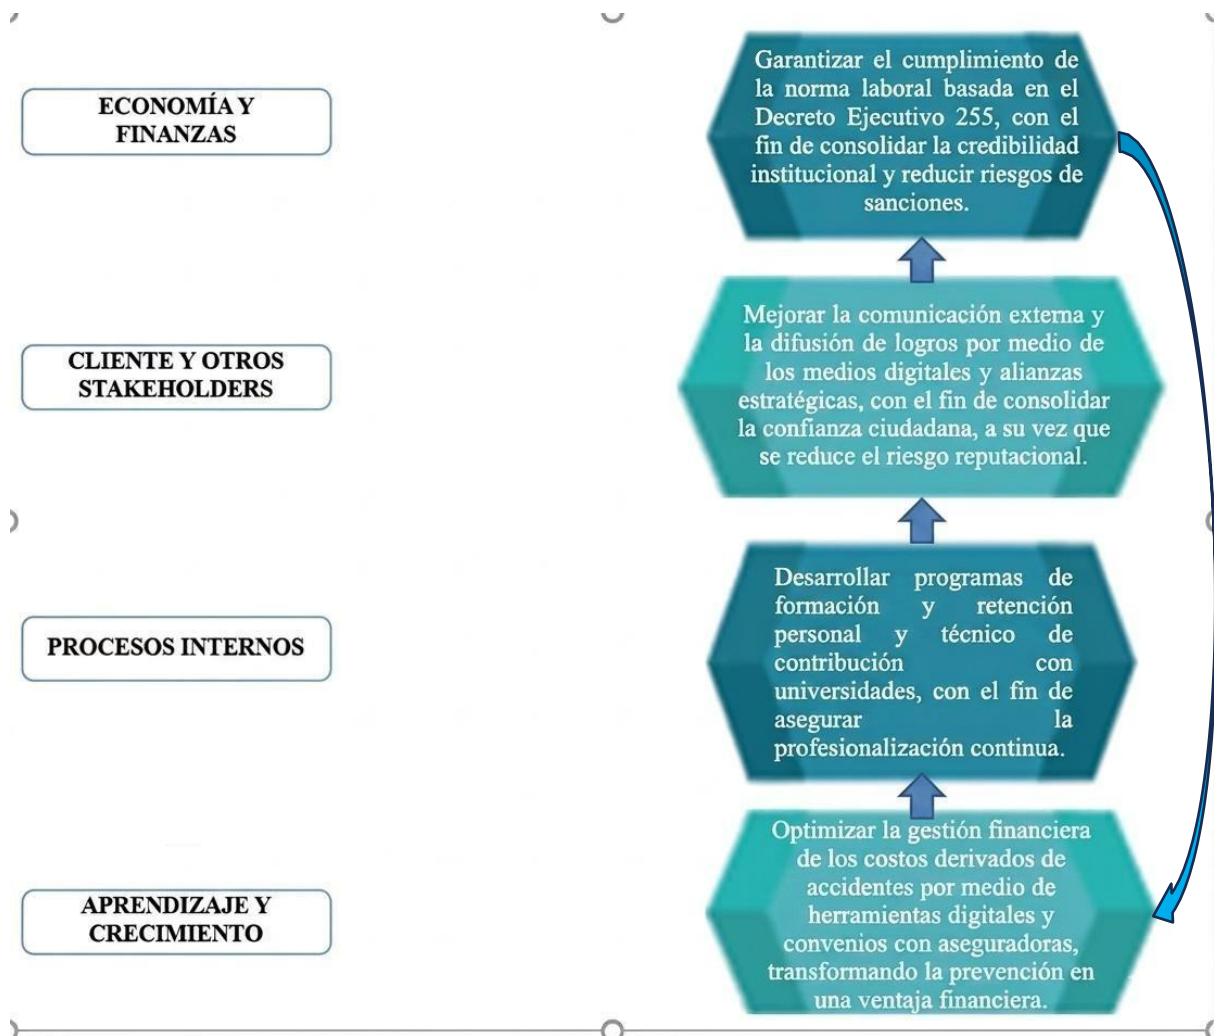 ECONOMÍA Y
FINANZAS
Garantizar el cumplimiento de
la norma laboral basada en el
Decreto Ejecutivo 255, con el
fin de consolidar la credibilidad
institucional y reducir riesgos de
sanciones.
CLIENTE Y OTROS
STAKEHOLDERS
Mejorar la comunicación externa y
la difusión de logros por medio de
los medios digitales y alianzas
estratégicas, con el fin de consolidar
la confianza ciudadana, a su vez que
se reduce el riesgo reputacional.
PROCESOS INTERNOS
Desarrollar programas de
formación y retención
personal y técnico de
contribución con
universidades, con el fin de
asegurar la
profesionalización continua.
APRENDIZAJE Y
CRECIMIENTO
Optimizar la gestión financiera
de los costos derivados de
accidentes por medio de
herramientas digitales y
convenios con aseguradoras,
transformando la prevención en
una ventaja financiera.